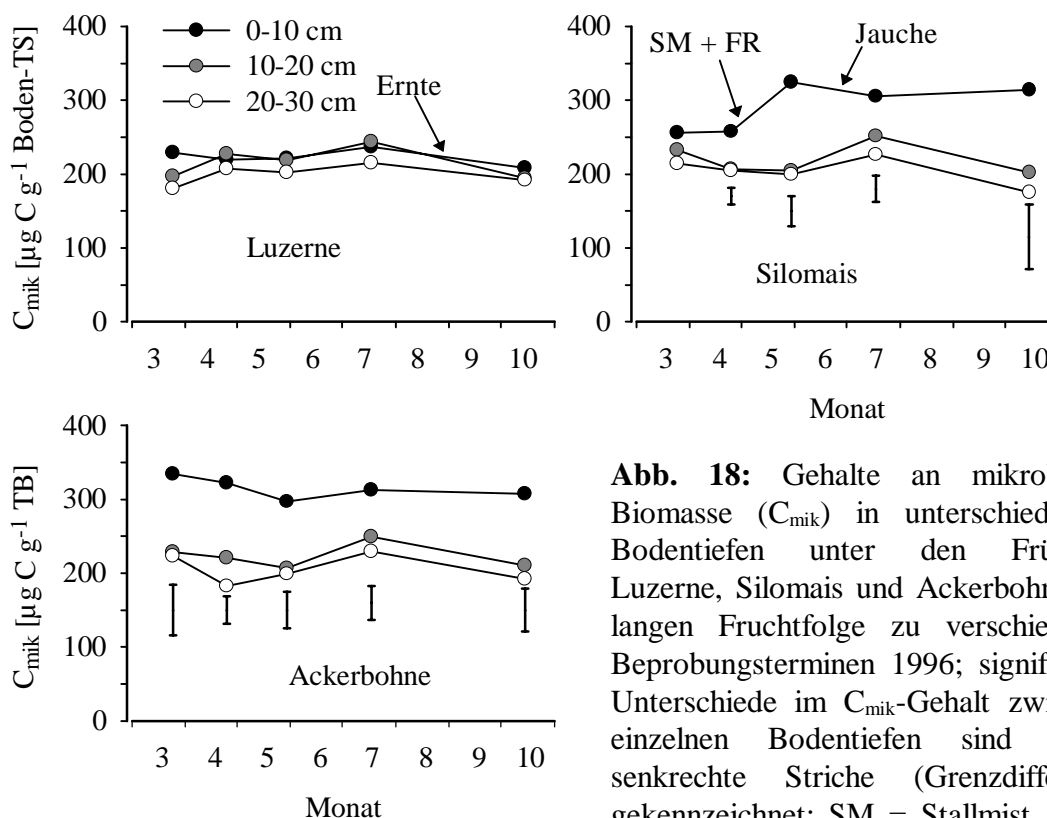 400
300
200
100
0
C_mik [µg C g⁻¹ Boden-TS]
0-10 cm
10-20 cm
20-30 cm
Ernte
Luzerne
3 4 5 6 7 8 9 10
400
300
200
100
0
SM + FR
Jauche
Silomais
3 4 5 6 7 8 9 10
Monat
400
300
200
100
0
C_mik [µg C g⁻¹ TB]
Ackerbohne
3 4 5 6 7 8 9 10
Monat
Abb. 18: Gehalte an
Biomasse (C_mik) in
Bodentiefen unter den
Luzerne, Silomais und
langen Fruchtfolge zu
Beprobungsterminen 1996;
Unterschiede im C_mik-Gehalt
einzelnen Bodentiefen sind
senkrechte Striche
gekennzeichnet; SM = Stallmist